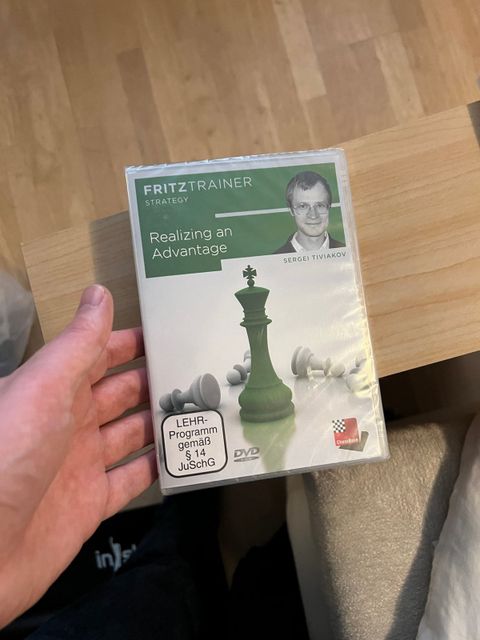 FRITZTRAINER
STRATEGY
Realizing an
Advantage
SERGEI TIVIAKOV
LEHR-
Programm
gemäß
§ 14
JuSchG
DVD
ChessBase